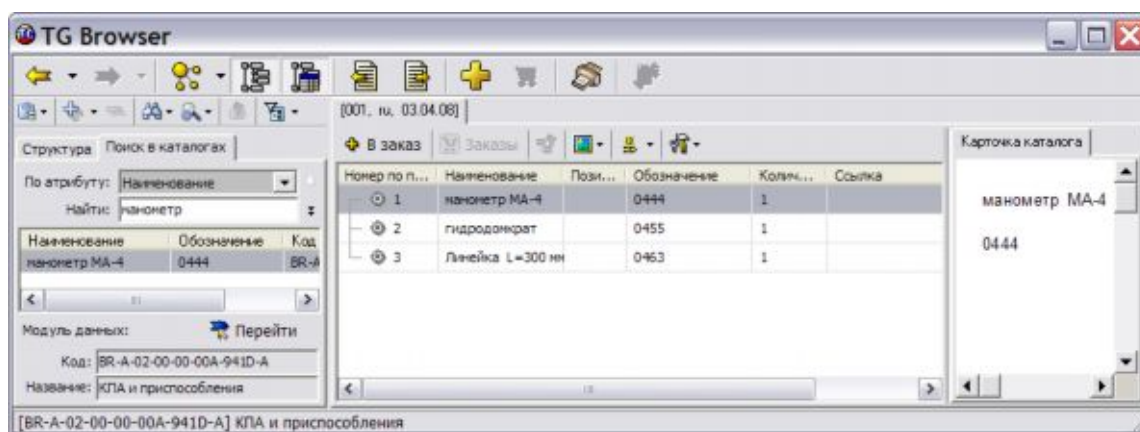 TG Browser
[001, ru, 03.04.08]
Структура Поиск в каталогах
В заказ Заказы
Карточка каталога
По атрибуту: Наименование
Найти: манометр
Наименование Обозначение Код
манометр МА-4 0444 BR-A
Модуль данных: Перейти
Код: BR-A-02-00-00-00A-941D-A
Название: КПА и приспособления
Номер по п... Наименование Пози... Обозначение Колич... Ссылка
1 манометр МА-4 0444 1
2 гидродомкрат 0455 1
3 Линейка L=300 мм 0463 1
манометр МА-4
0444
[BR-A-02-00-00-00A-941D-A] КПА и приспособления